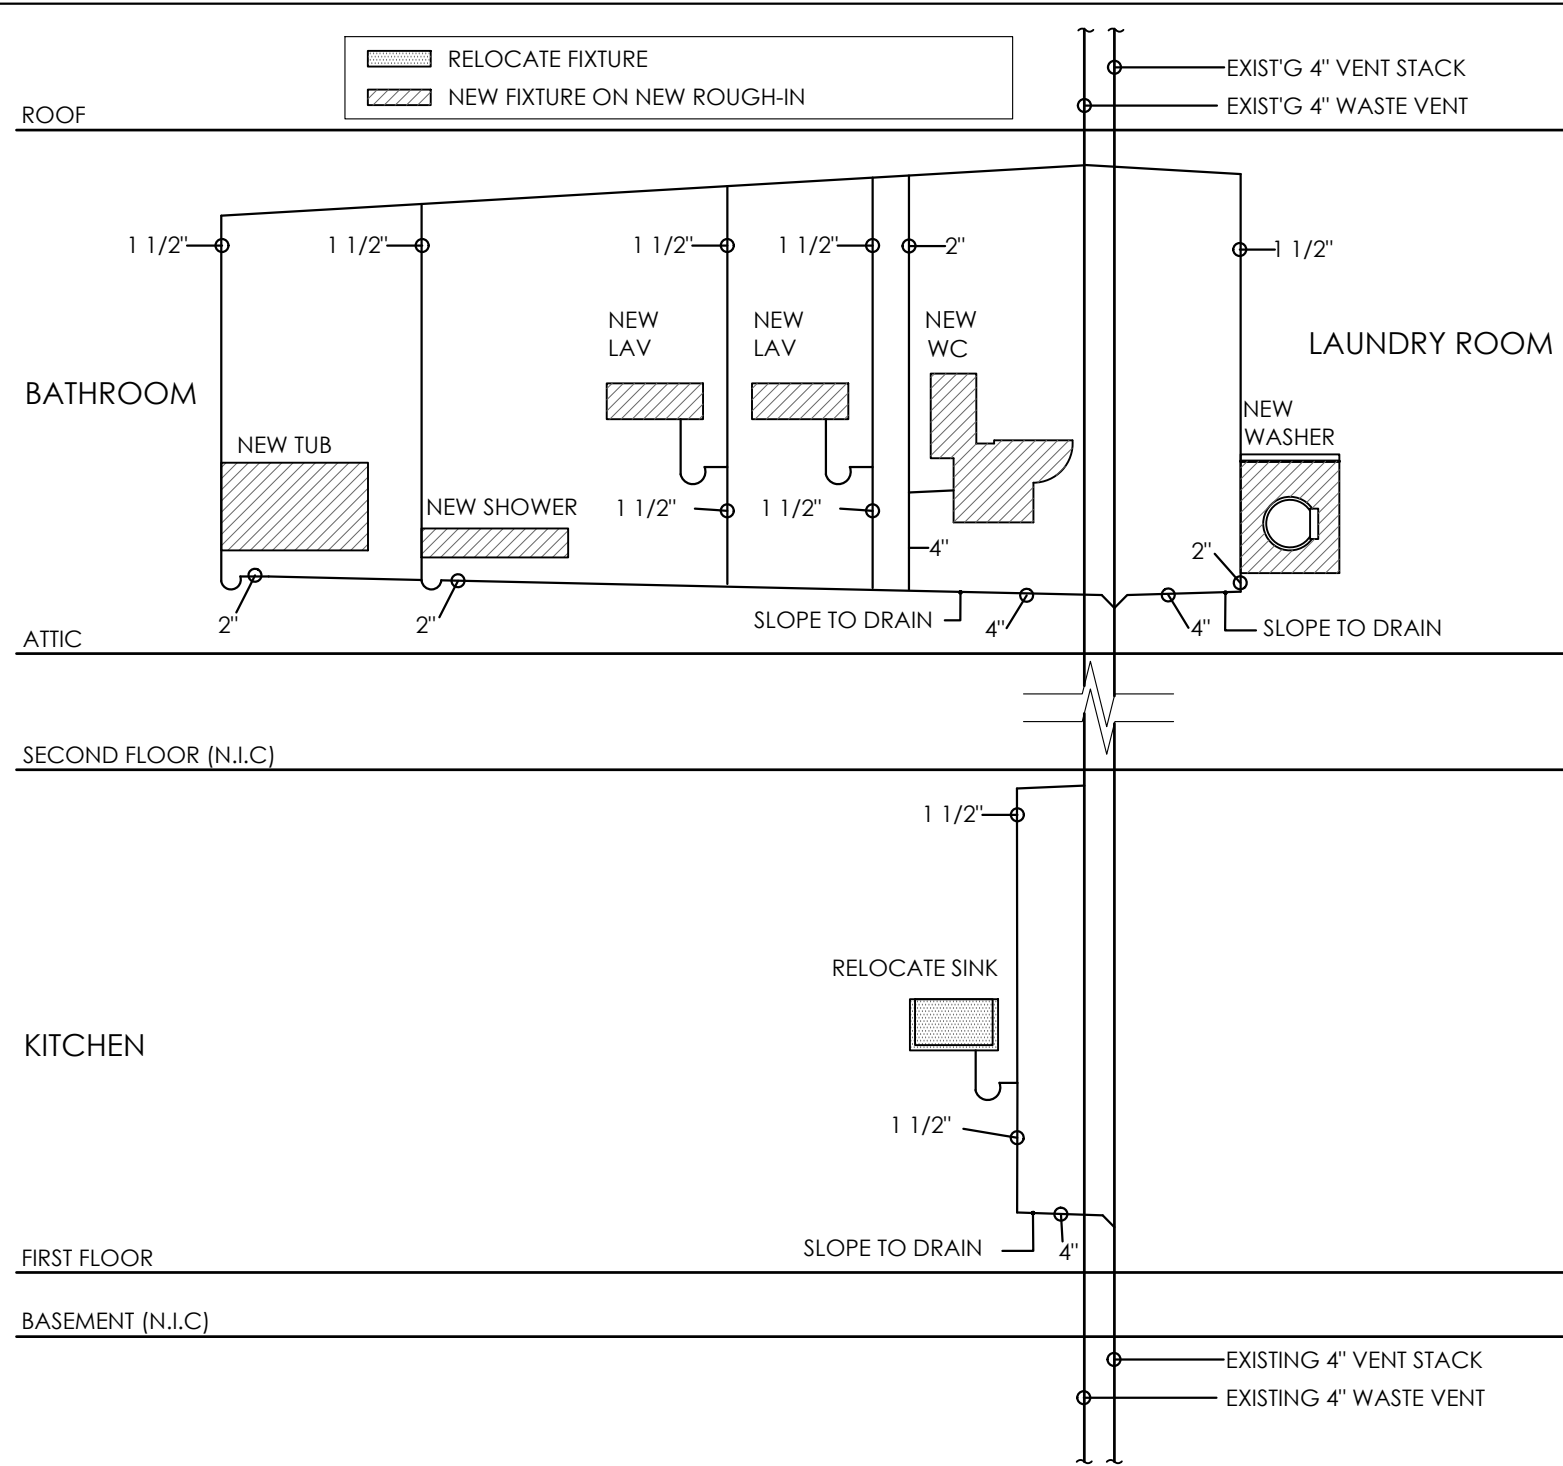 RELOCATE FIXTURE
NEW FIXTURE ON NEW ROUGH-IN
EXIST'G 4" VENT STACK
EXIST'G 4" WASTE VENT
ROOF
1 1/2"
1 1/2"
1 1/2"
1 1/2"
2"
1 1/2"
NEW
LAV
NEW
LAV
NEW
WC
LAUNDRY ROOM
BATHROOM
NEW
WASHER
NEW TUB
NEW SHOWER
1 1/2"
1 1/2"
4"
2"
2"
2"
SLOPE TO DRAIN
4"
4"
SLOPE TO DRAIN
ATTIC
SECOND FLOOR (N.I.C)
1 1/2"
RELOCATE SINK
KITCHEN
1 1/2"
SLOPE TO DRAIN
4"
FIRST FLOOR
BASEMENT (N.I.C)
EXISTING 4" VENT STACK
EXISTING 4" WASTE VENT